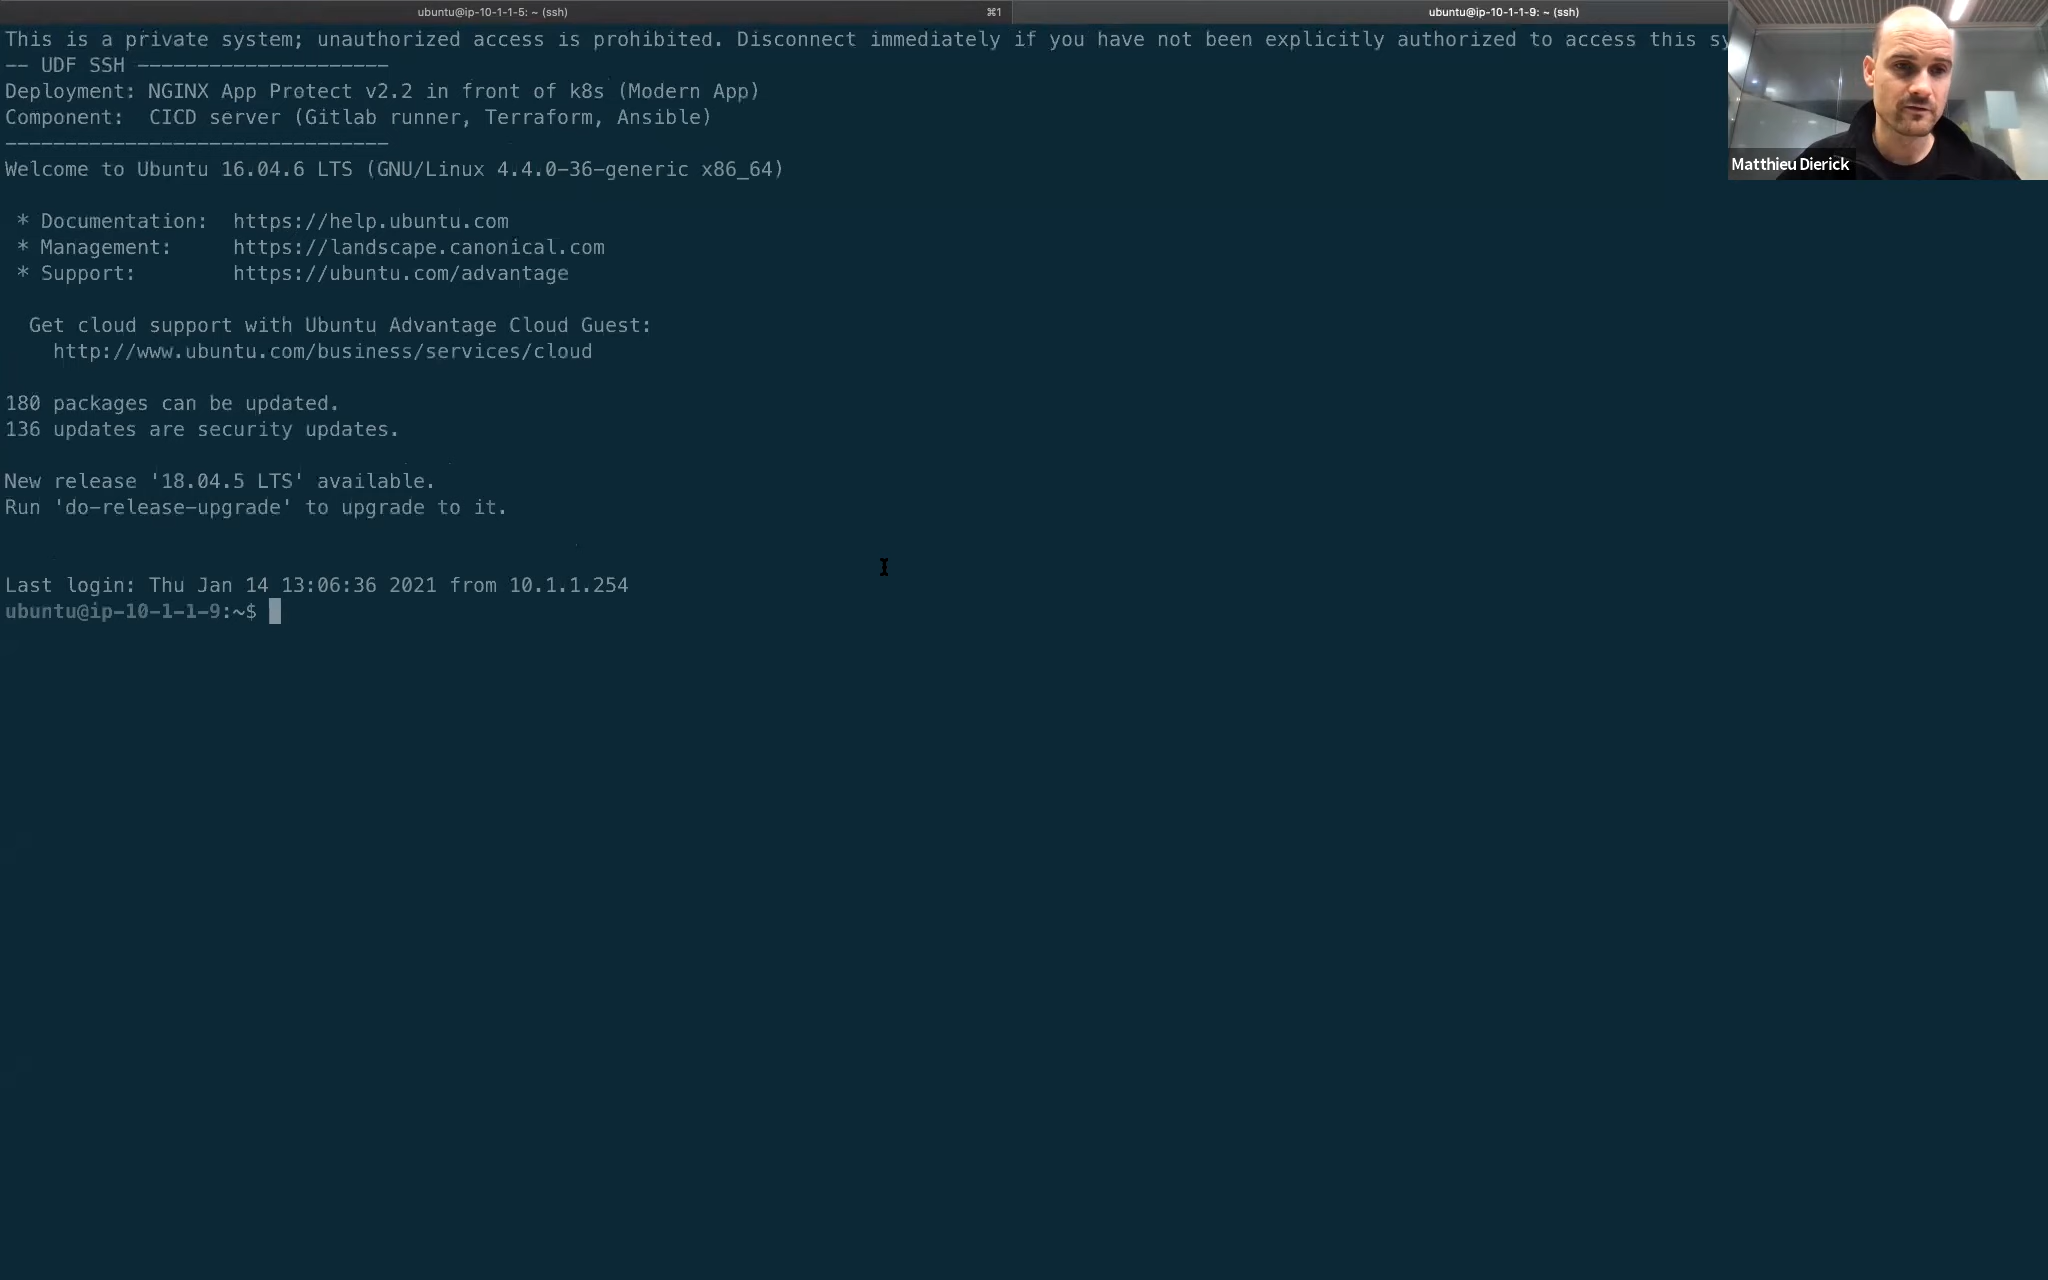 ubuntu@ip-10-1-1-5: ~ (ssh)
⌘1
ubuntu@ip-10-1-1-9: ~ (ssh)
This is a private system; unauthorized access is prohibited. Disconnect immediately if you have not been explicitly authorized to access this sy
-- UDF SSH ---------------------
Deployment: NGINX App Protect v2.2 in front of k8s (Modern App)
Component:  CICD server (Gitlab runner, Terraform, Ansible)
--------------------------------
Welcome to Ubuntu 16.04.6 LTS (GNU/Linux 4.4.0-36-generic x86_64)
* Documentation:  https://help.ubuntu.com
* Management:     https://landscape.canonical.com
* Support:        https://ubuntu.com/advantage
Get cloud support with Ubuntu Advantage Cloud Guest:
http://www.ubuntu.com/business/services/cloud
180 packages can be updated.
136 updates are security updates.
New release '18.04.5 LTS' available.
Run 'do-release-upgrade' to upgrade to it.
Last login: Thu Jan 14 13:06:36 2021 from 10.1.1.254
ubuntu@ip-10-1-1-9:~$
Matthieu Dierick